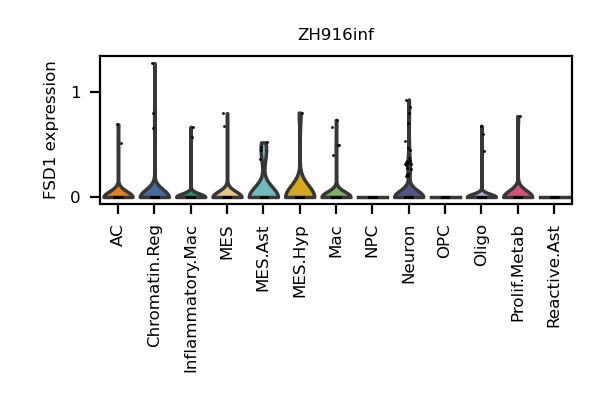 ZH916inf
FSD1 expression
1
0
AC
Chromatin.Reg
Inflammatory.Mac
MES
MES.Ast
MES.Hyp
Mac
NPC
Neuron
OPC
Oligo
Prolif.Metab
Reactive.Ast